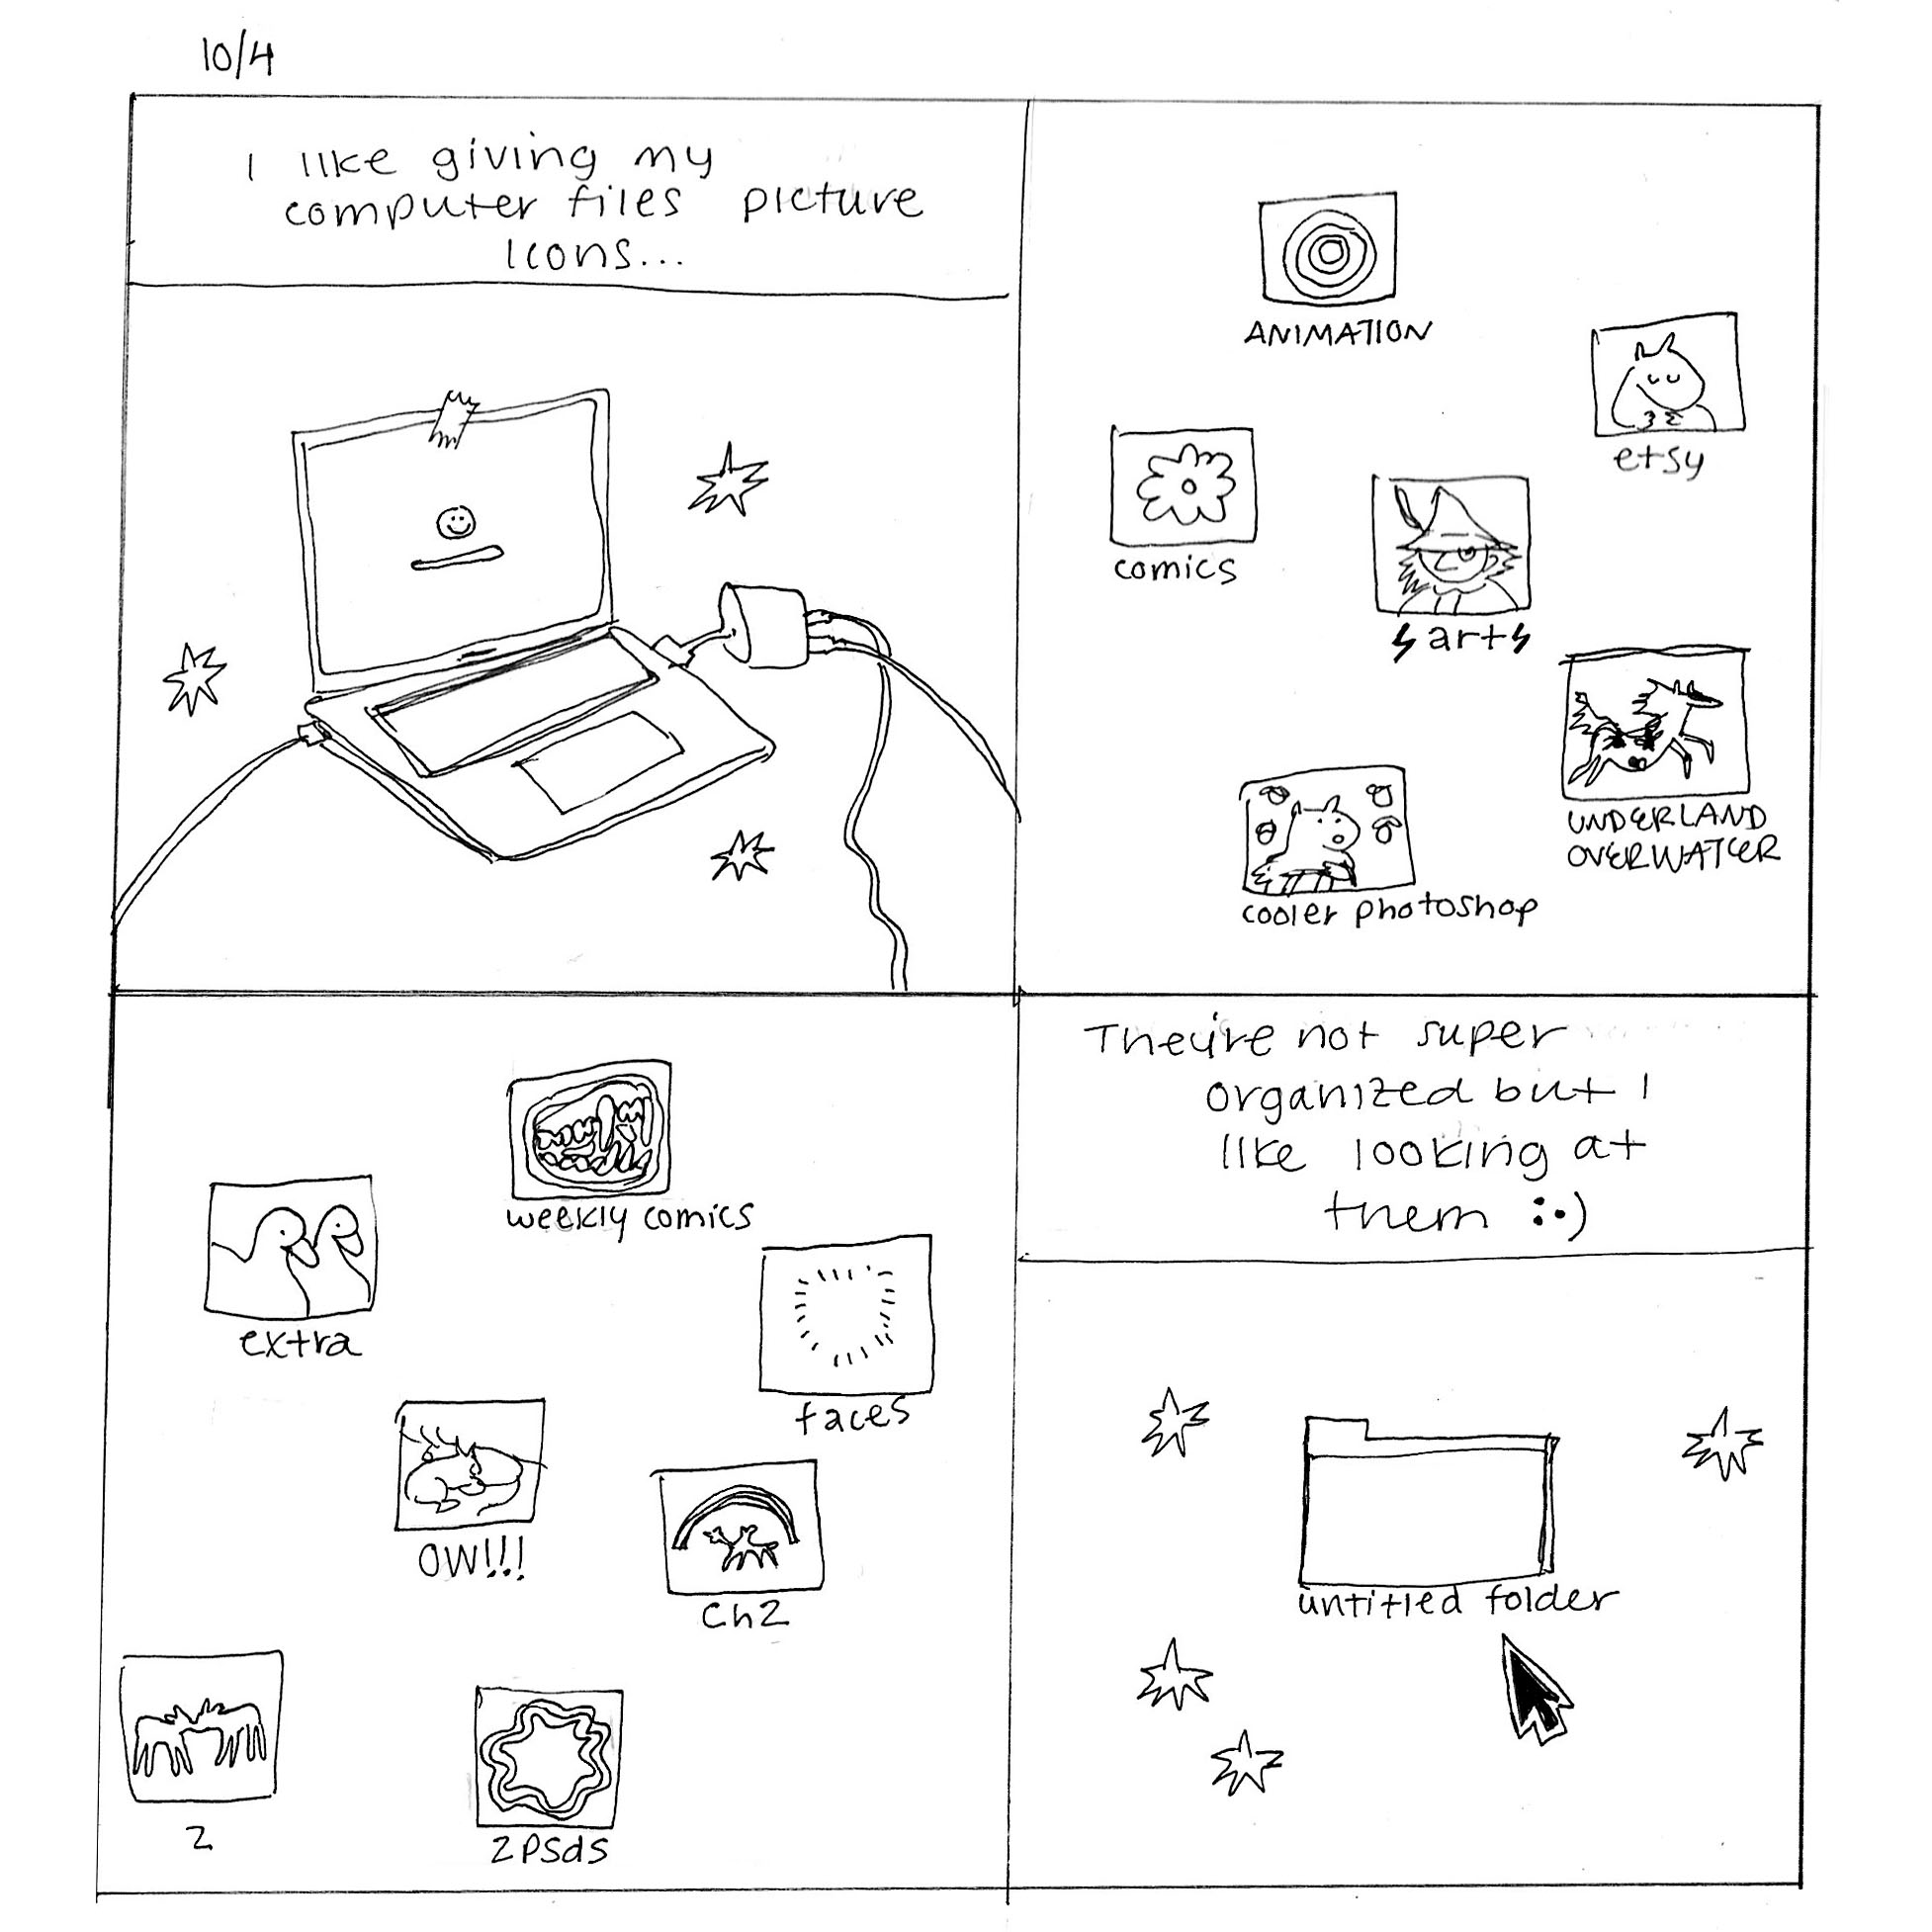 10/4
I like giving my
computer files picture
icons...
ANIMATION
etsy
comics
art
UNDERLAND
OVERWATER
cooler photoshop
weekly comics
extra
faces
OW!!!
Ch2
2
2psds
They're not super
organized but I
like looking at
them :•)
untitled folder